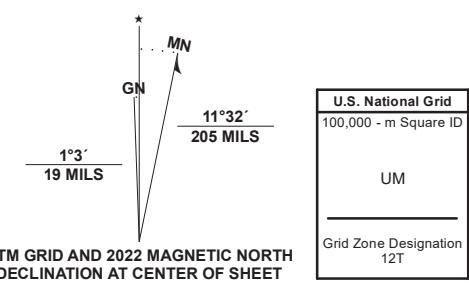 ★
MN
GN
11°32´
205 MILS
1°3´
19 MILS
TM GRID AND 2022 MAGNETIC NORTH
DECLINATION AT CENTER OF SHEET
U.S. National Grid
100,000 - m Square ID
UM
Grid Zone Designation
12T